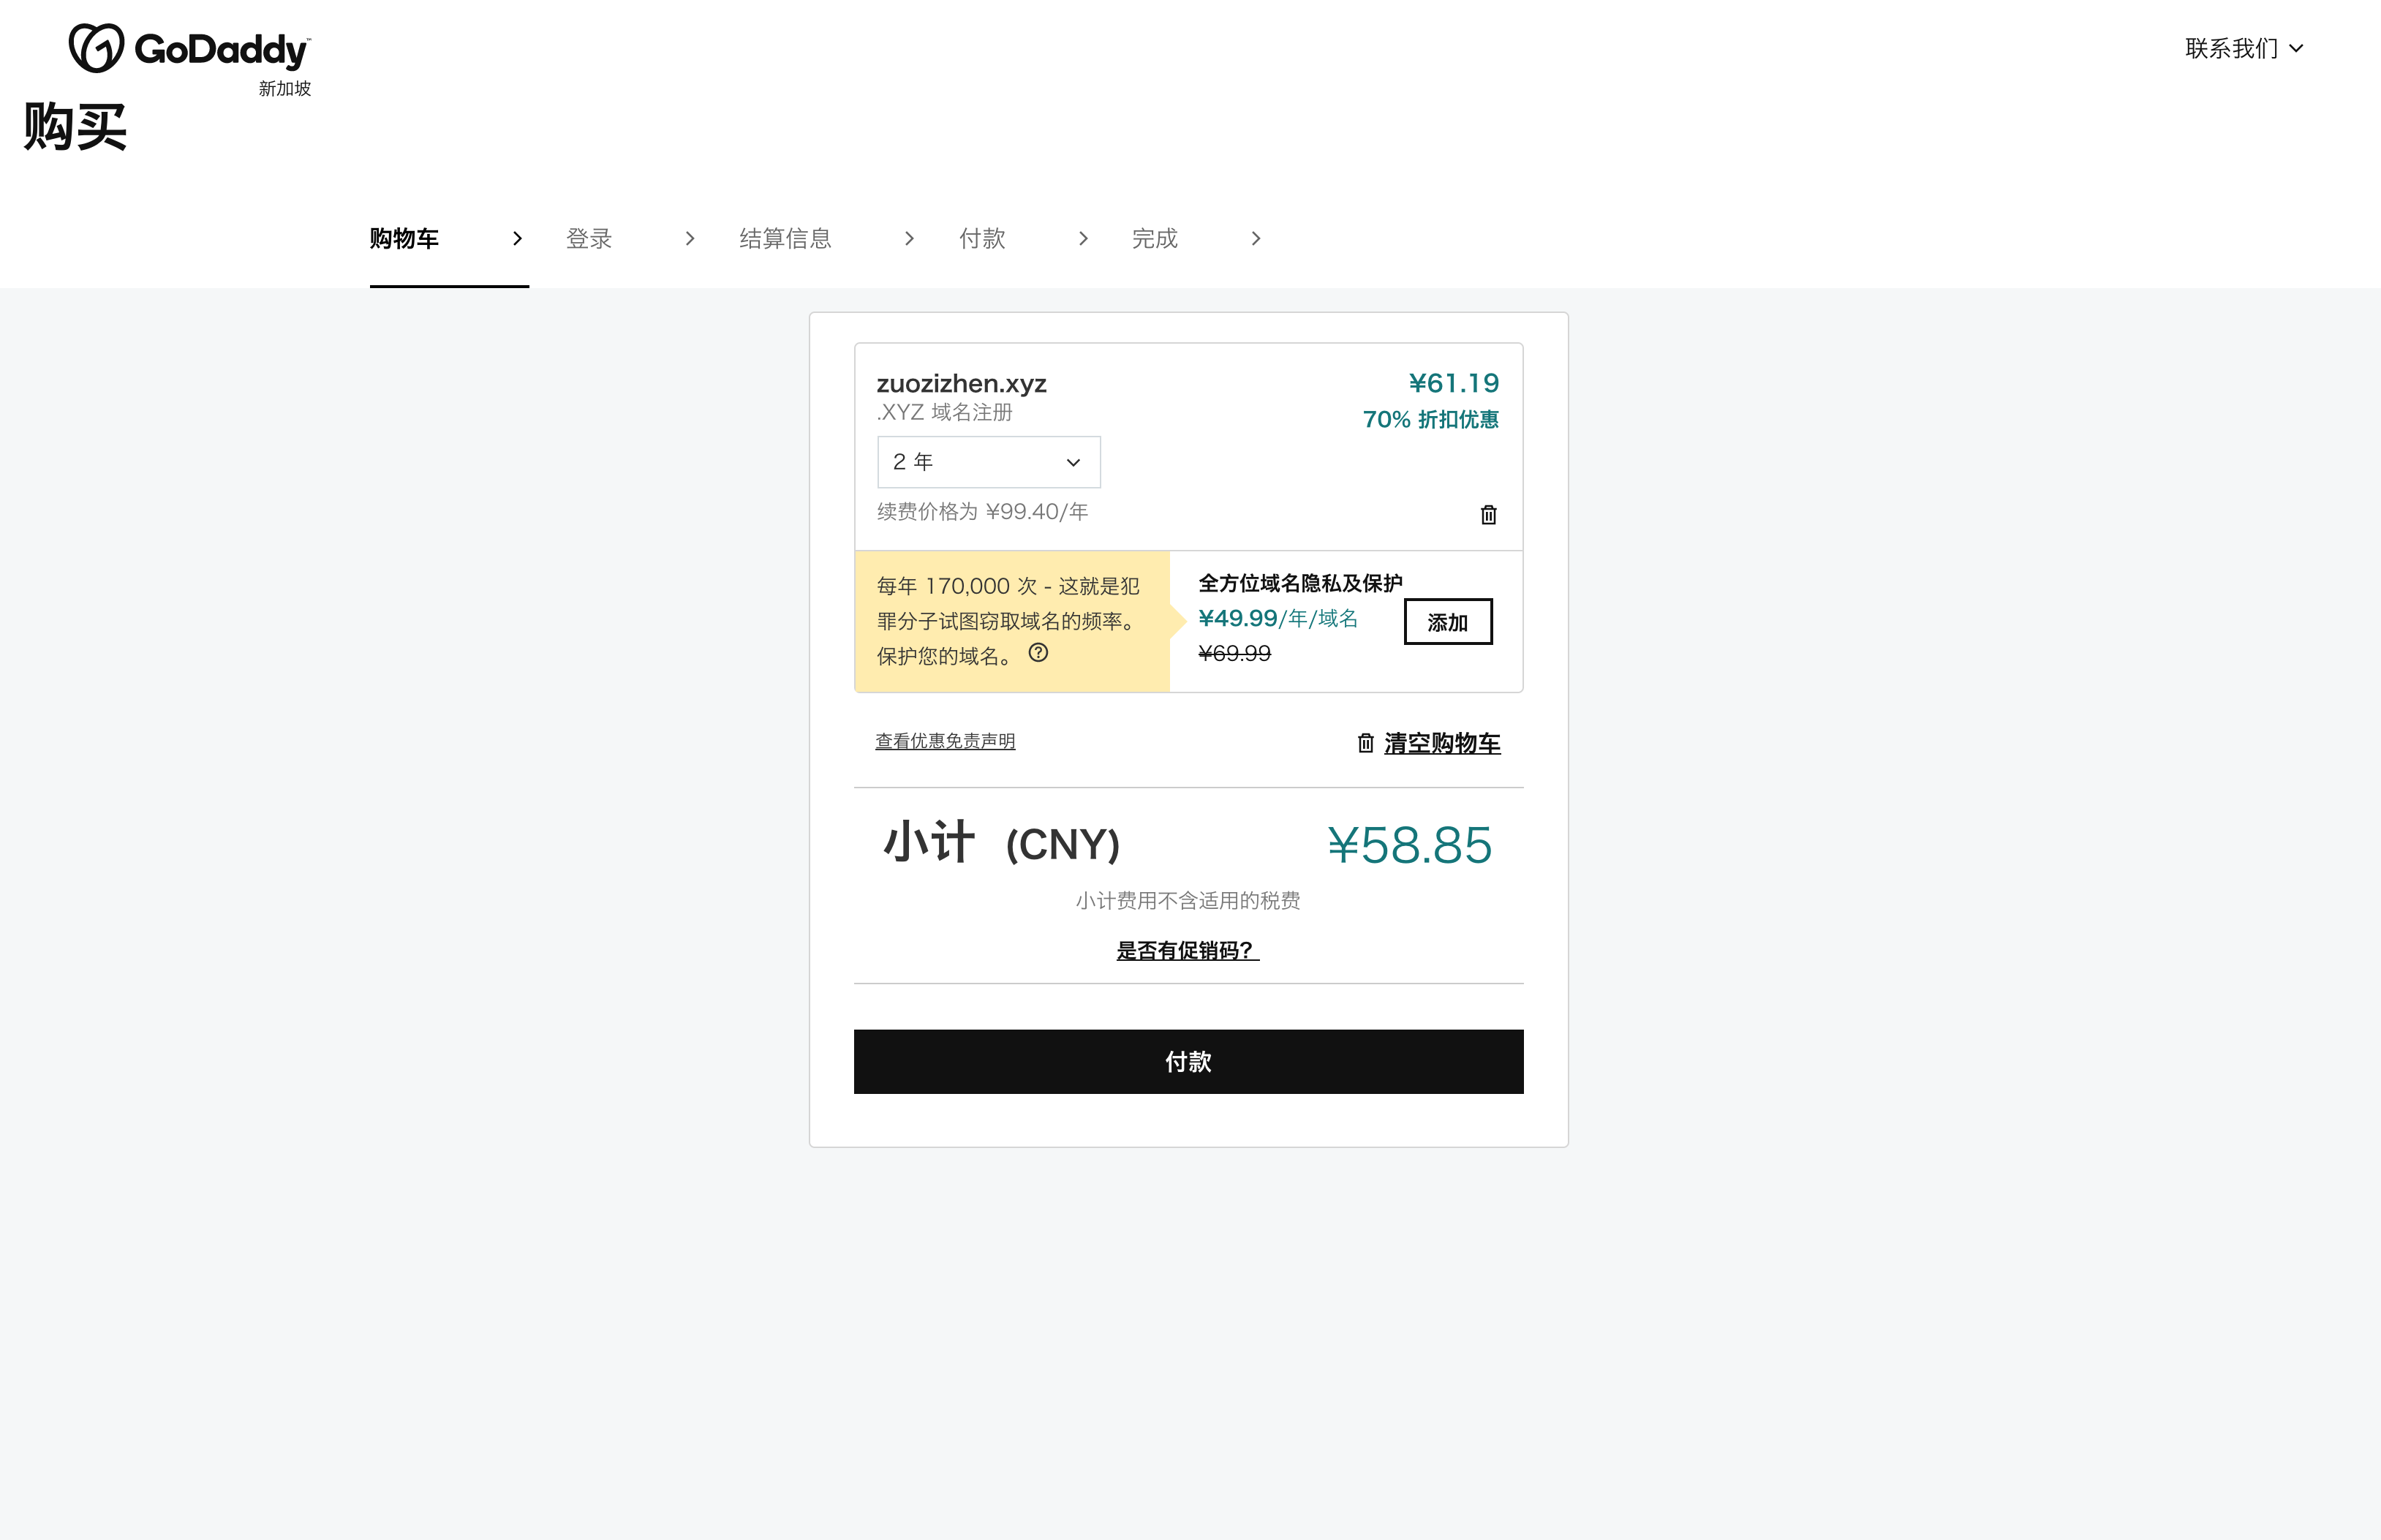 GoDaddy™
新加坡
联系我们
购买
购物车
登录
结算信息
付款
完成
zuozizhen.xyz
¥61.19
.XYZ 域名注册
70% 折扣优惠
2 年
续费价格为 ¥99.40/年
每年 170,000 次 - 这就是犯
罪分子试图窃取域名的频率。
保护您的域名。
全方位域名隐私及保护
¥49.99/年/域名
¥69.99
添加
查看优惠免责声明
清空购物车
小计 (CNY)
¥58.85
小计费用不含适用的税费
是否有促销码？
付款